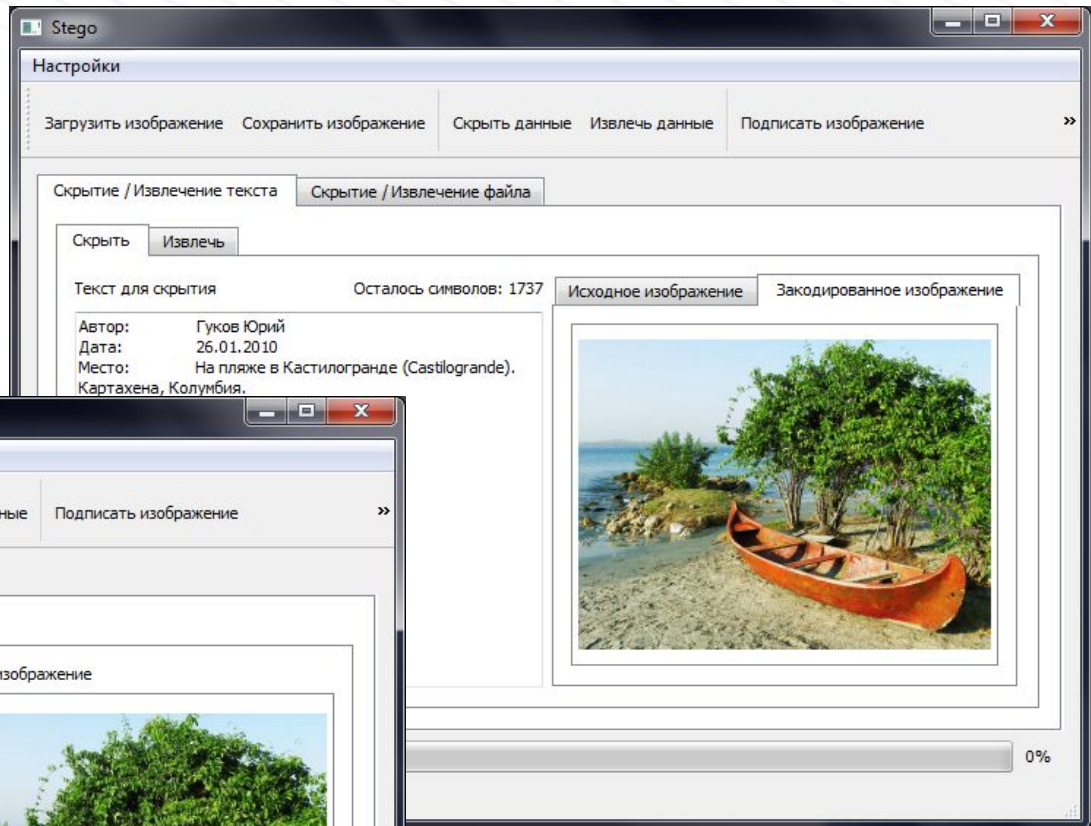 Stego
Настройки
Загрузить изображение Сохранить изображение Скрыть данные Извлечь данные Подписать изображение »
Скрытие / Извлечение текста Скрытие / Извлечение файла
Скрыть Извлечь
Текст для скрытия Осталось символов: 1737 Исходное изображение Закодированное изображение
Автор: Гуков Юрий
Дата: 26.01.2010
Место: На пляже в Кастилогранде (Castilogrande).
Картахена, Колумбия.
ные Подписать изображение »
изображение
0%